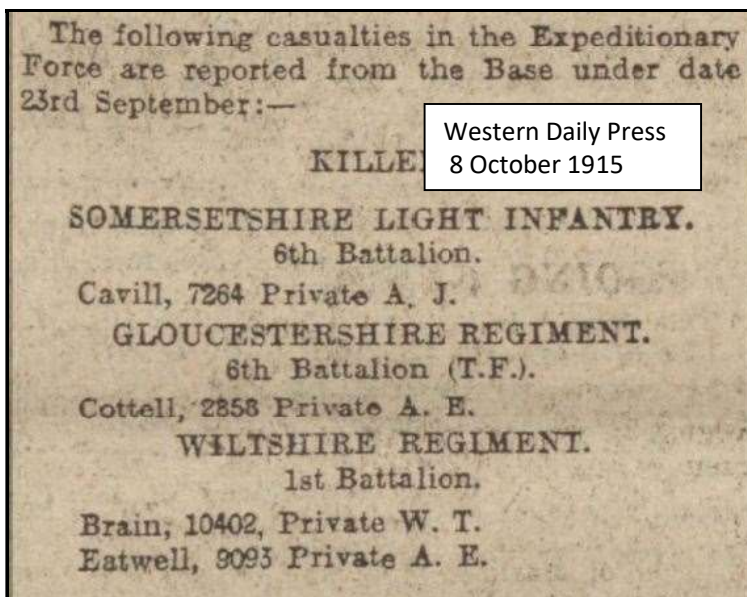 The following casualties in the Expeditionary
Force are reported from the Base under date
23rd September:—
Western Daily Press
8 October 1915
KILLE
SOMERSETSHIRE LIGHT INFANTRY.
6th Battalion.
Cavill, 7264 Private A. J.
GLOUCESTERSHIRE REGIMENT.
6th Battalion (T.F.).
Cottell, 2858 Private A. E.
WILTSHIRE REGIMENT.
1st Battalion.
Brain, 10402, Private W. T.
Eatwell, 9093 Private A. E.